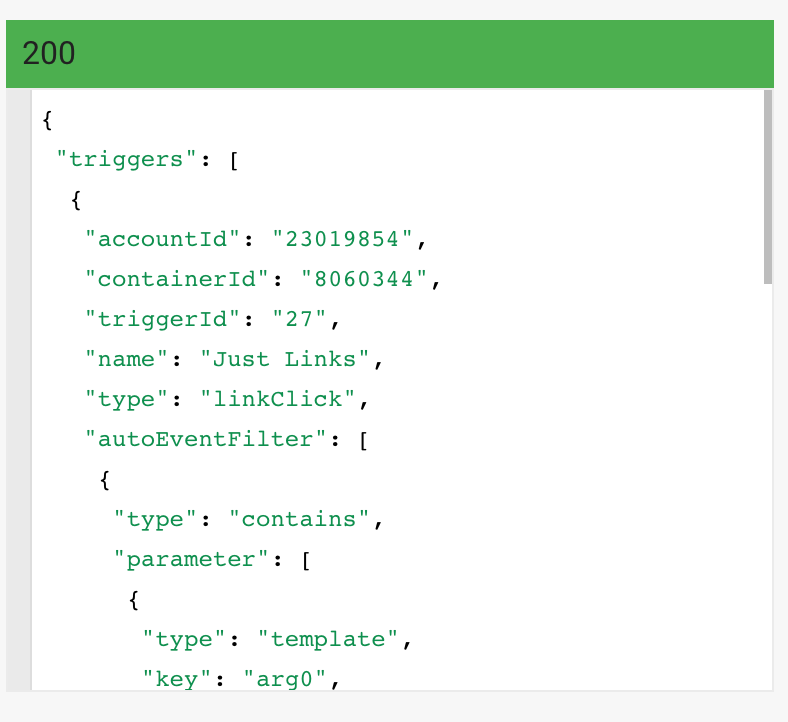 200
{
"triggers": [
{
"accountId": "23019854",
"containerId": "8060344",
"triggerId": "27",
"name": "Just Links",
"type": "linkClick",
"autoEventFilter": [
{
"type": "contains",
"parameter": [
{
"type": "template",
"key": "arg0",